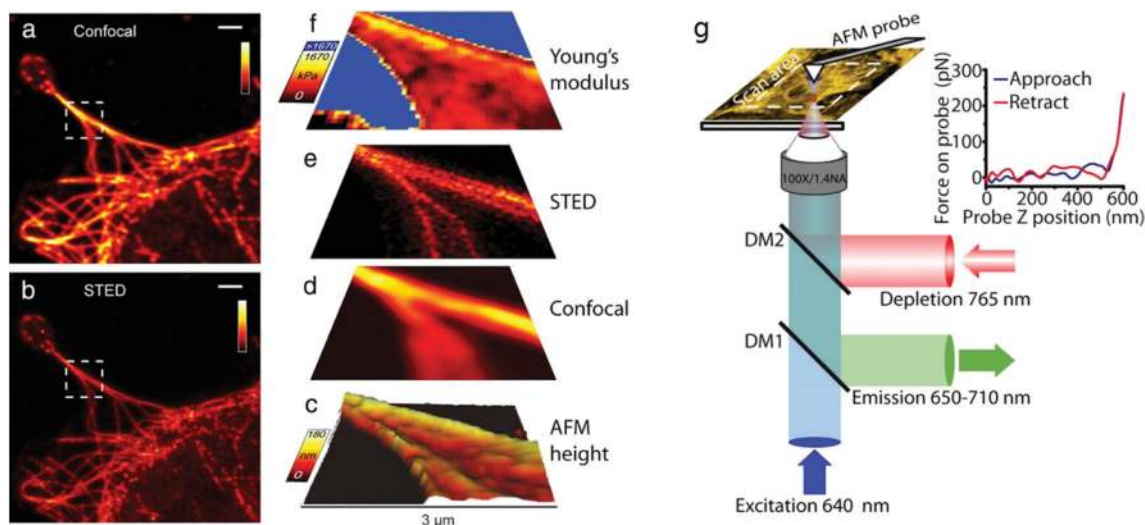 a
Confocal
b
STED
f
>1670
1670
kPa
0
Young's
modulus
e
STED
d
Confocal
c
180
nm
0
AFM
height
3 μm
g
AFM probe
Scan area
100X/1.4NA
DM2
Depletion 765 nm
DM1
Emission 650-710 nm
Excitation 640 nm
Force on probe (pN)
300
200
100
0
Approach
Retract
0 200 400 600
Probe Z position (nm)